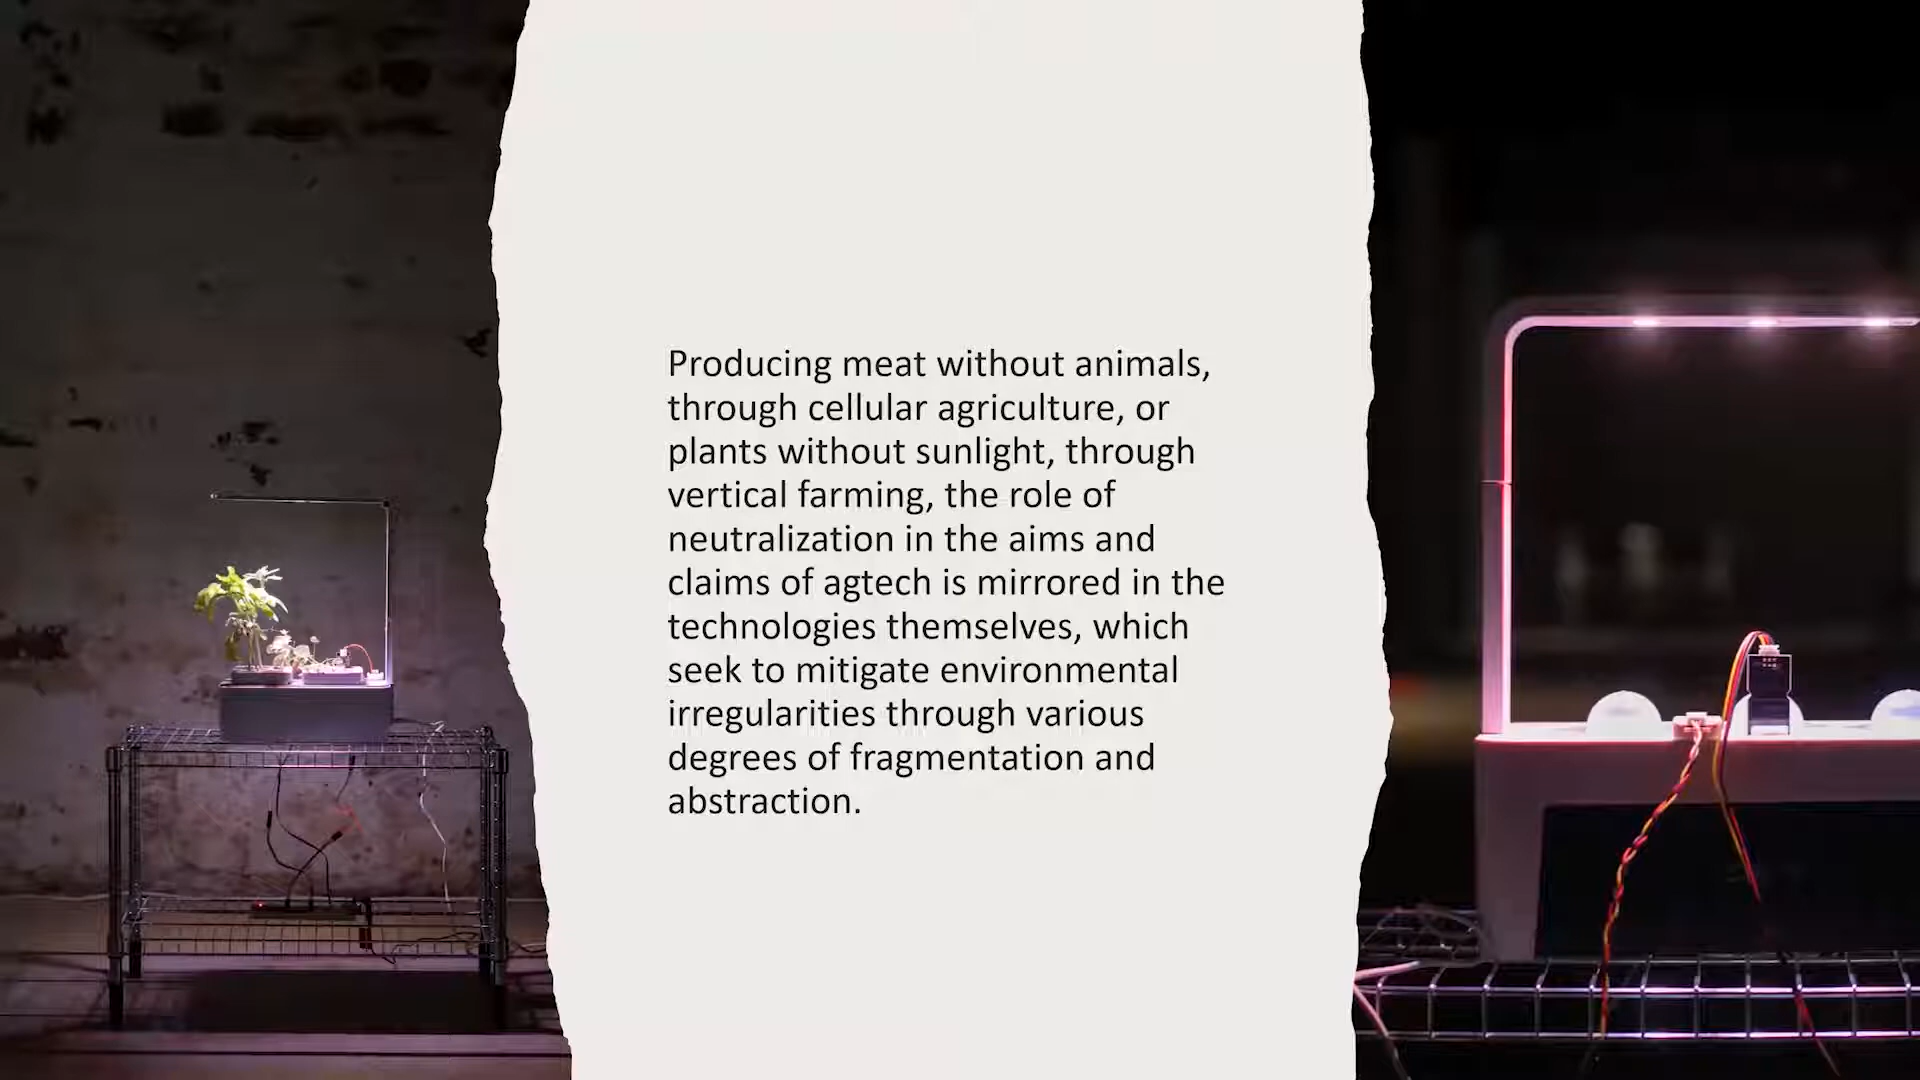 Producing meat without animals,
through cellular agriculture, or
plants without sunlight, through
vertical farming, the role of
neutralization in the aims and
claims of agtech is mirrored in the
technologies themselves, which
seek to mitigate environmental
irregularities through various
degrees of fragmentation and
abstraction.